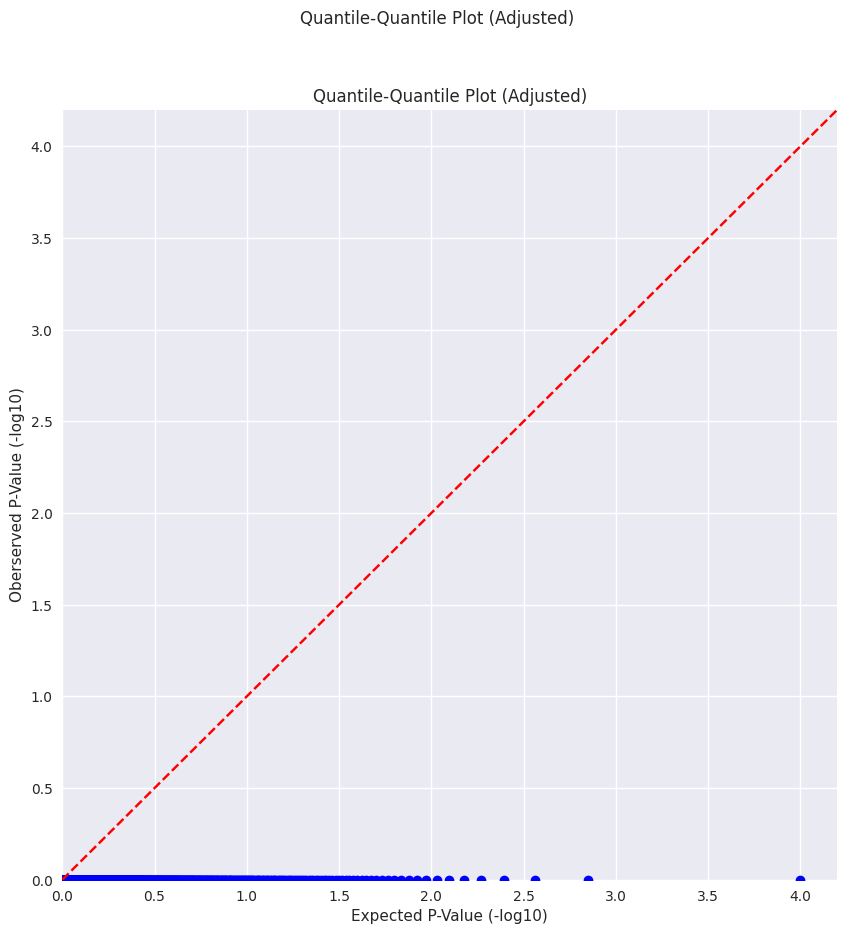 Quantile-Quantile Plot (Adjusted)
Quantile-Quantile Plot (Adjusted)
4.0
3.5
3.0
2.5
2.0
1.5
1.0
0.5
0.0
Oberserved P-Value (-log10)
0.0 0.5 1.0 1.5 2.0 2.5 3.0 3.5 4.0
Expected P-Value (-log10)